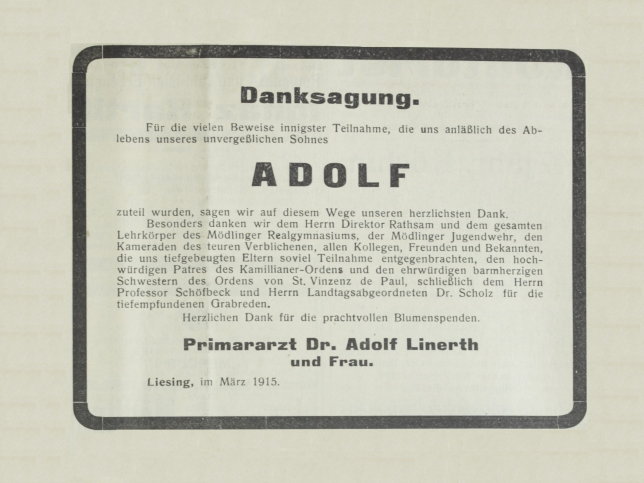 Danksagung.
Für die vielen Beweise innigster Teilnahme, die uns anläßlich des Ab-
lebens unseres unvergeßlichen Sohnes
ADOLF
zuteil wurden, sagen wir auf diesem Wege unseren herzlichsten Dank.
Besonders danken wir dem Herrn Direktor Rathsam und dem gesamten
Lehrkörper des Mödlinger Realgymnasiums, der Mödlinger Jugendwehr, den
Kameraden des teuren Verblichenen, allen Kollegen, Freunden und Bekannten,
die uns tiefgebeugten Eltern soviel Teilnahme entgegenbrachten, den hoch-
würdigen Patres des Kamillianer-Ordens und den ehrwürdigen barmherzigen
Schwestern des Ordens von St. Vinzenz de Paul, schließlich dem Herrn
Professor Schöfbeck und Herrn Landtagsabgeordneten Dr. Scholz für die
tiefempfundenen Grabreden.
Herzlichen Dank für die prachtvollen Blumenspenden.
Primararzt Dr. Adolf Linerth
und Frau.
Liesing, im März 1915.